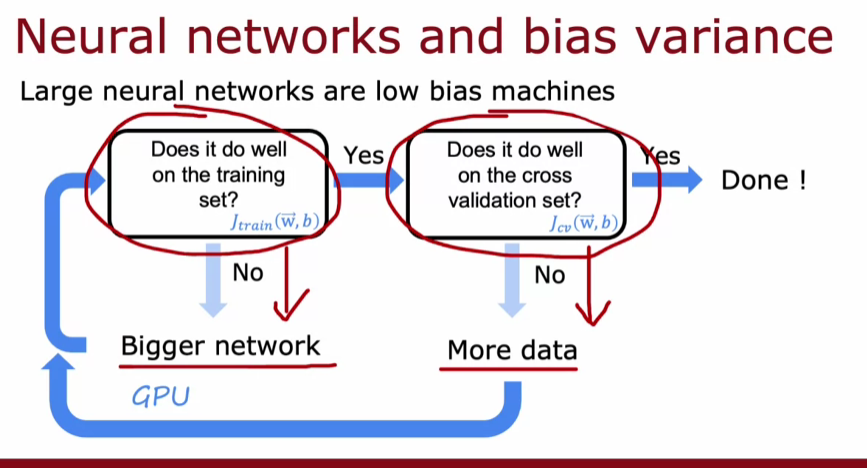 Neural networks and bias variance
Large neural networks are low bias machines
Does it do well
on the training
set?
J_train(w⃗, b)
Yes
Does it do well
on the cross
validation set?
J_cv(w⃗, b)
Yes
Done !
No
No
Bigger network
More data
GPU